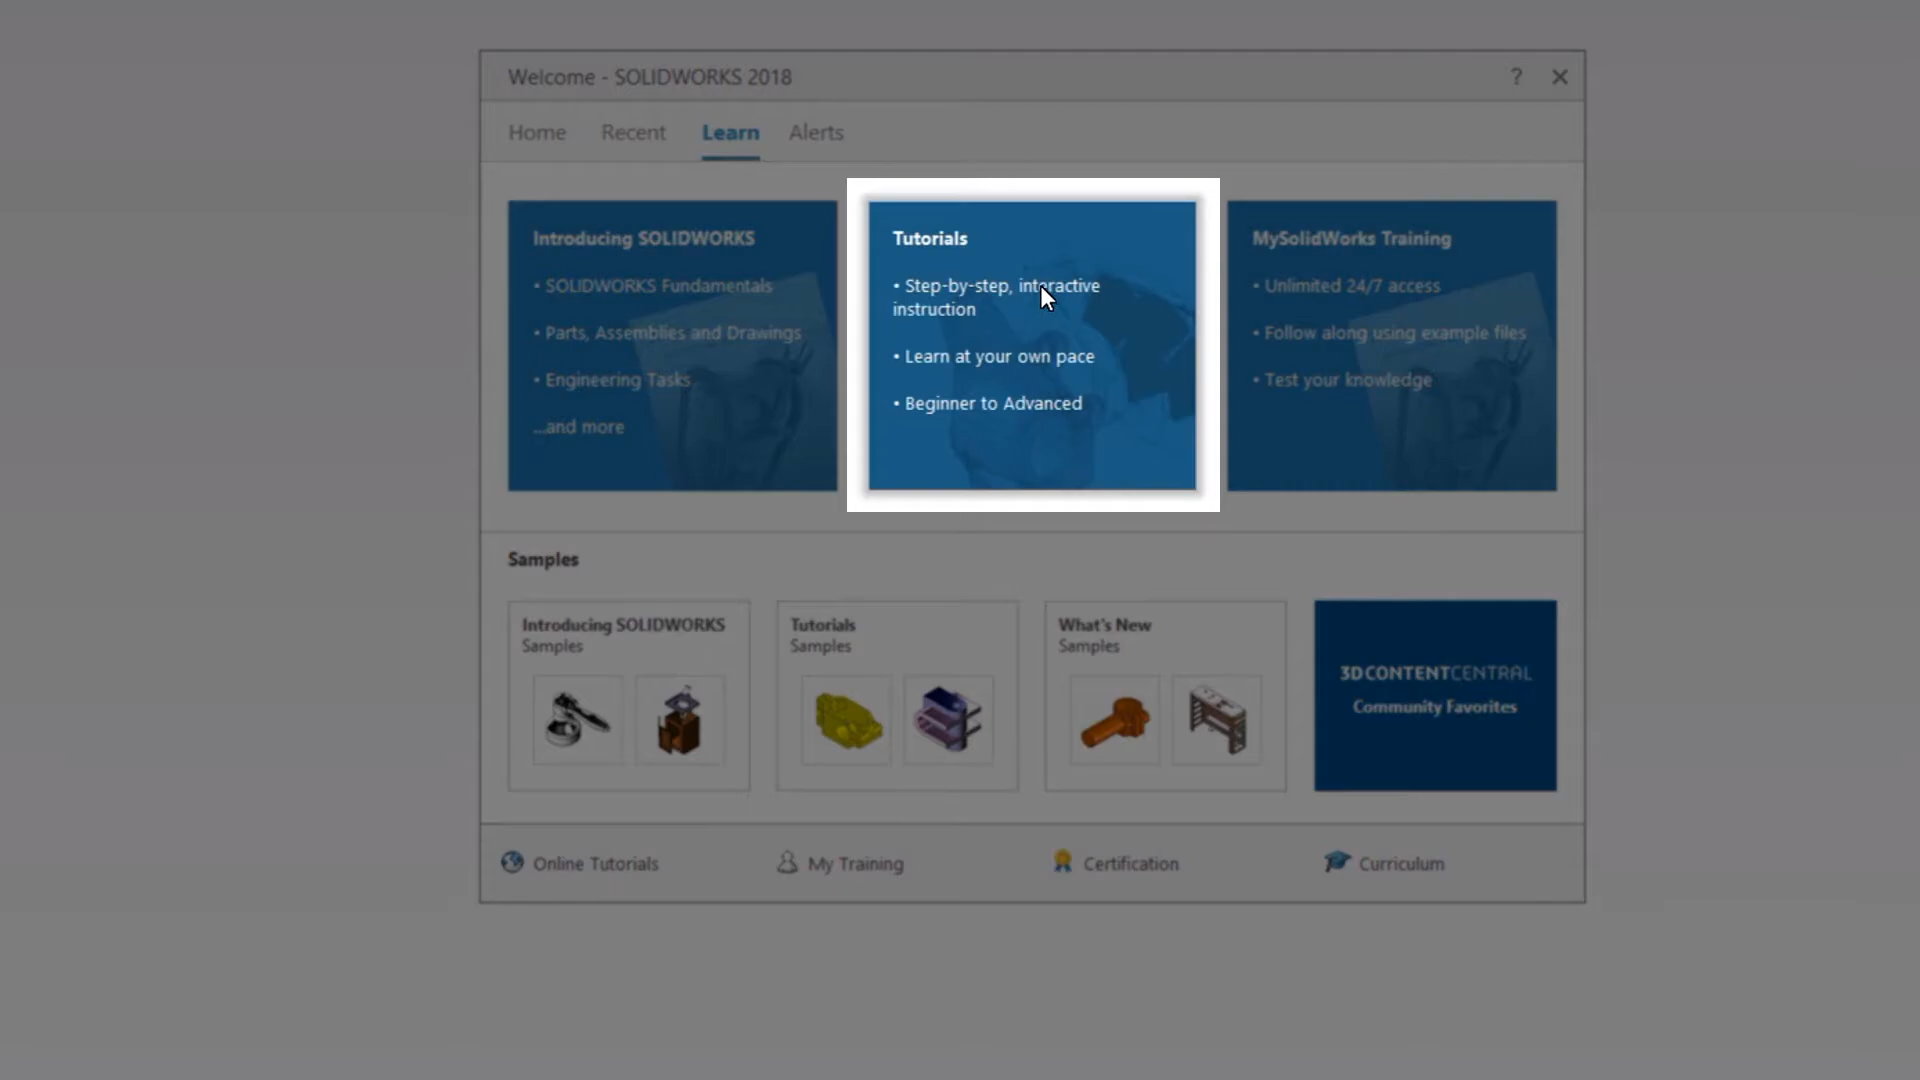 Welcome - SOLIDWORKS 2018
?
Home Recent Learn Alerts
Introducing SOLIDWORKS
• SOLIDWORKS Fundamentals
• Parts, Assemblies and Drawings
• Engineering Tasks
...and more
Tutorials
• Step-by-step, interactive
instruction
• Learn at your own pace
• Beginner to Advanced
MySolidWorks Training
• Unlimited 24/7 access
• Follow along using example files
• Test your knowledge
Samples
Introducing SOLIDWORKS
Samples
Tutorials
Samples
What's New
Samples
3DCONTENTCENTRAL
Community Favorites
Online Tutorials
My Training
Certification
Curriculum